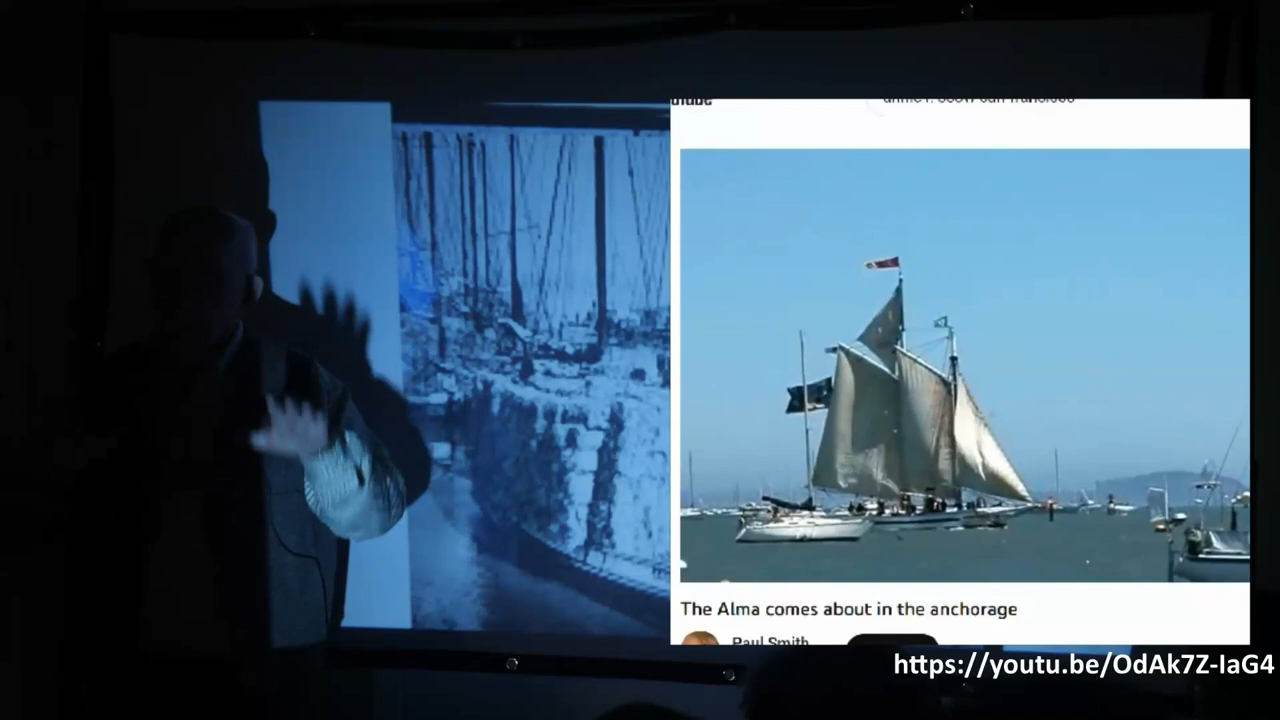 The Alma comes about in the anchorage
Paul Smith
https://youtu.be/OdAk7Z-IaG4